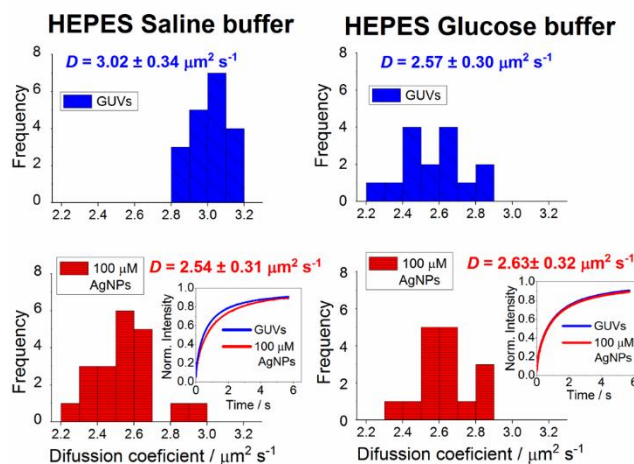 HEPES Saline buffer
D = 3.02 ± 0.34 μm² s⁻¹
GUVs
Frequency
8
6
4
2
0
2.2 2.4 2.6 2.8 3.0 3.2
HEPES Glucose buffer
D = 2.57 ± 0.30 μm² s⁻¹
GUVs
Frequency
8
6
4
2
0
2.2 2.4 2.6 2.8 3.0 3.2
100 μM
AgNPs
D = 2.54 ± 0.31 μm² s⁻¹
Frequency
8
6
4
2
0
2.2 2.4 2.6 2.8 3.0 3.2
Difussion coeficient / μm² s⁻¹
Norm. Intensity
1.0
0.8
0.6
0.4
0.2
0.0
GUVs
100 μM
AgNPs
0 2 4 6
Time / s
100 μM
AgNPs
D = 2.63± 0.32 μm² s⁻¹
Frequency
8
6
4
2
0
2.2 2.4 2.6 2.8 3.0 3.2
Difussion coeficient / μm² s⁻¹
Norm. Intensity
1.0
0.8
0.6
0.4
0.2
0.0
GUVs
100 μM
AgNPs
0 2 4 6
Time / s